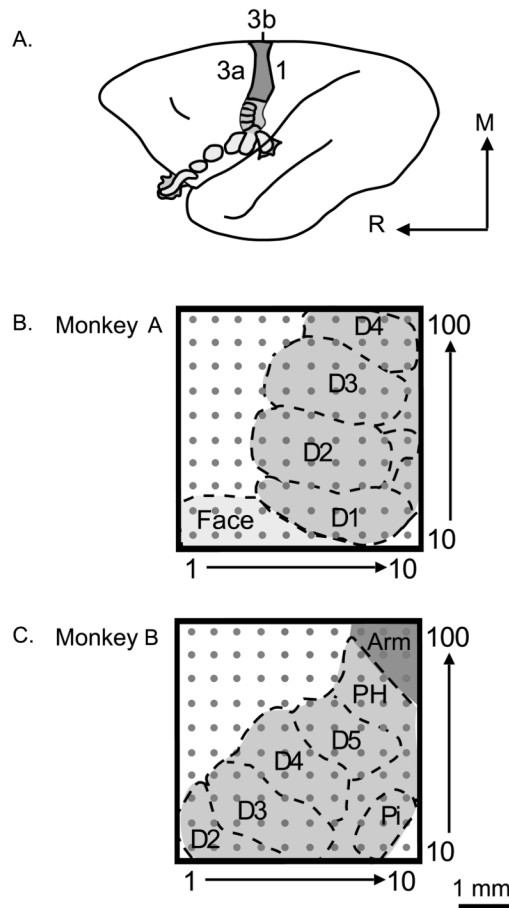 A.
3b
3a 1
M
R
B. Monkey A
D4
100
D3
D2
Face
D1
10
1 10
C. Monkey B
Arm
100
PH
D5
D4
D3
Pi
D2
10
1 10
1 mm